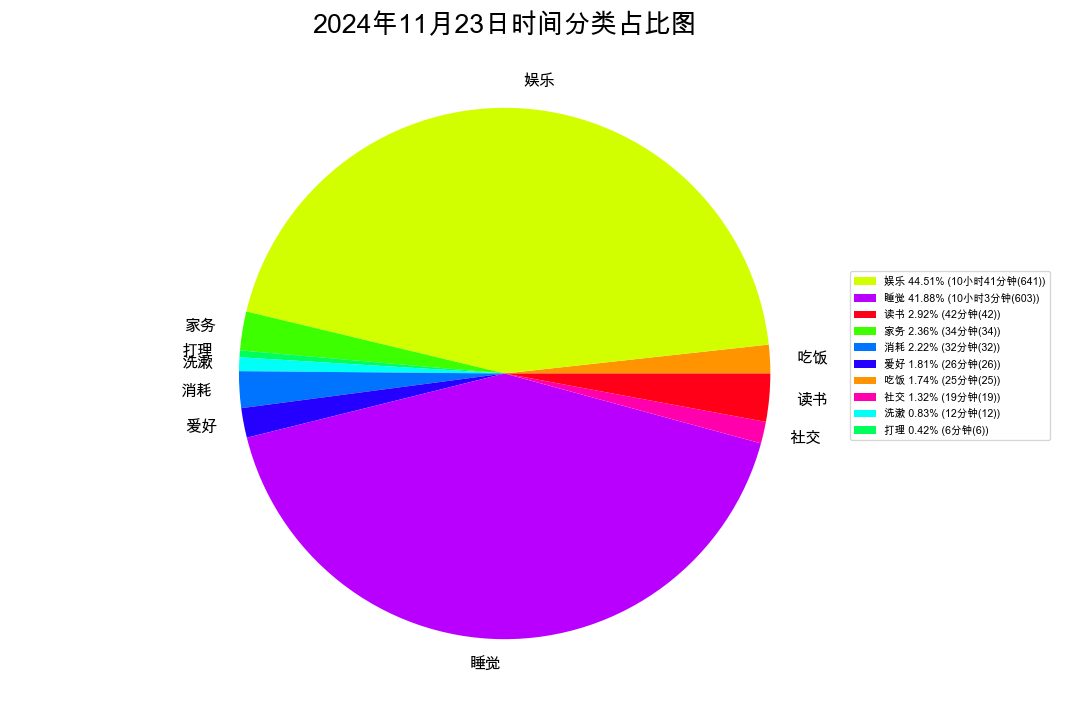 2024年11月23日时间分类占比图
娱乐
家务
打理
洗漱
消耗
爱好
睡觉
吃饭
读书
社交
娱乐 44.51% (10小时41分钟(641))
睡觉 41.88% (10小时3分钟(603))
读书 2.92% (42分钟(42))
家务 2.36% (34分钟(34))
消耗 2.22% (32分钟(32))
爱好 1.81% (26分钟(26))
吃饭 1.74% (25分钟(25))
社交 1.32% (19分钟(19))
洗漱 0.83% (12分钟(12))
打理 0.42% (6分钟(6))